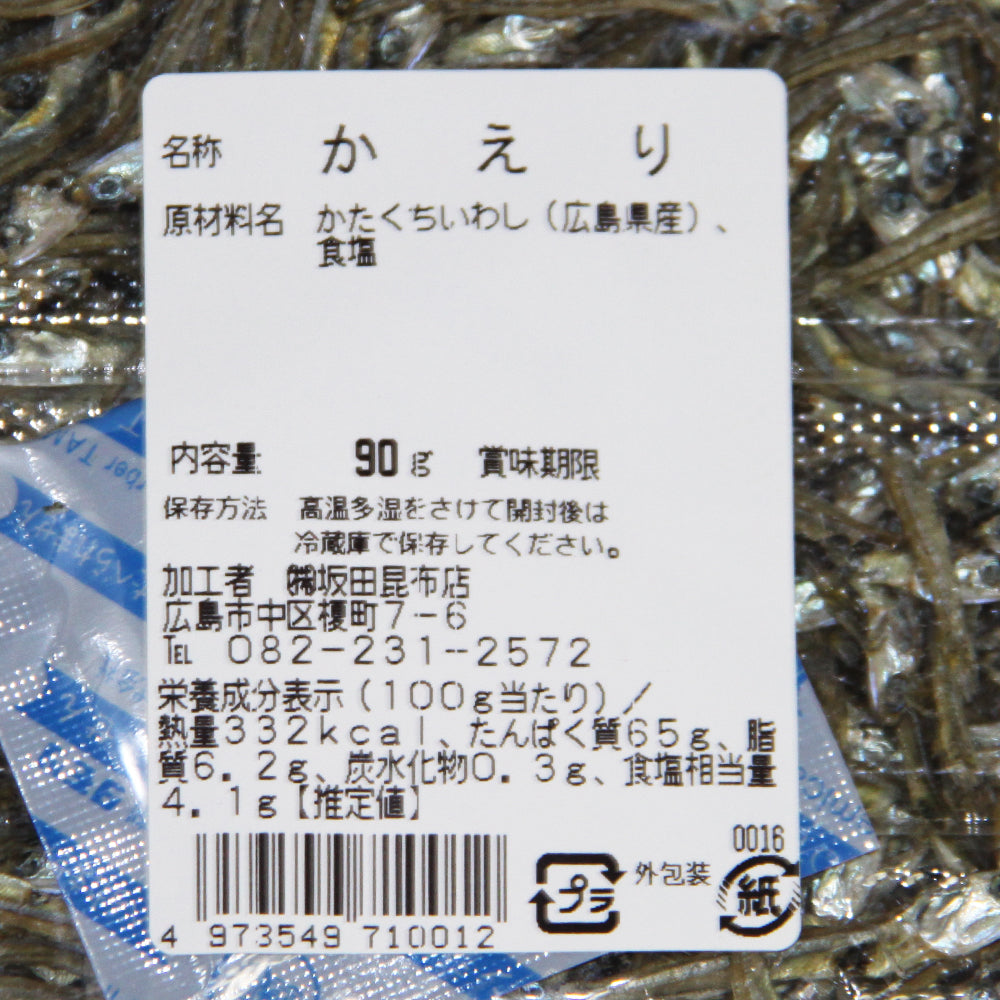 名称 かえり
原材料名 かたくちいわし（広島県産）、
食塩
内容量 90g 賞味期限
保存方法 高温多湿をさけて開封後は
冷蔵庫で保存してください。
加工者 ㈱坂田昆布店
広島市中区榎町7-6
TEL 082-231-2572
栄養成分表示（100g当たり）／
熱量332kcal、たんぱく質65g、脂
質6.2g、炭水化物0.3g、食塩相当量
4.1g【推定値】
0016
プラ 外包装 紙
4 973549 710012